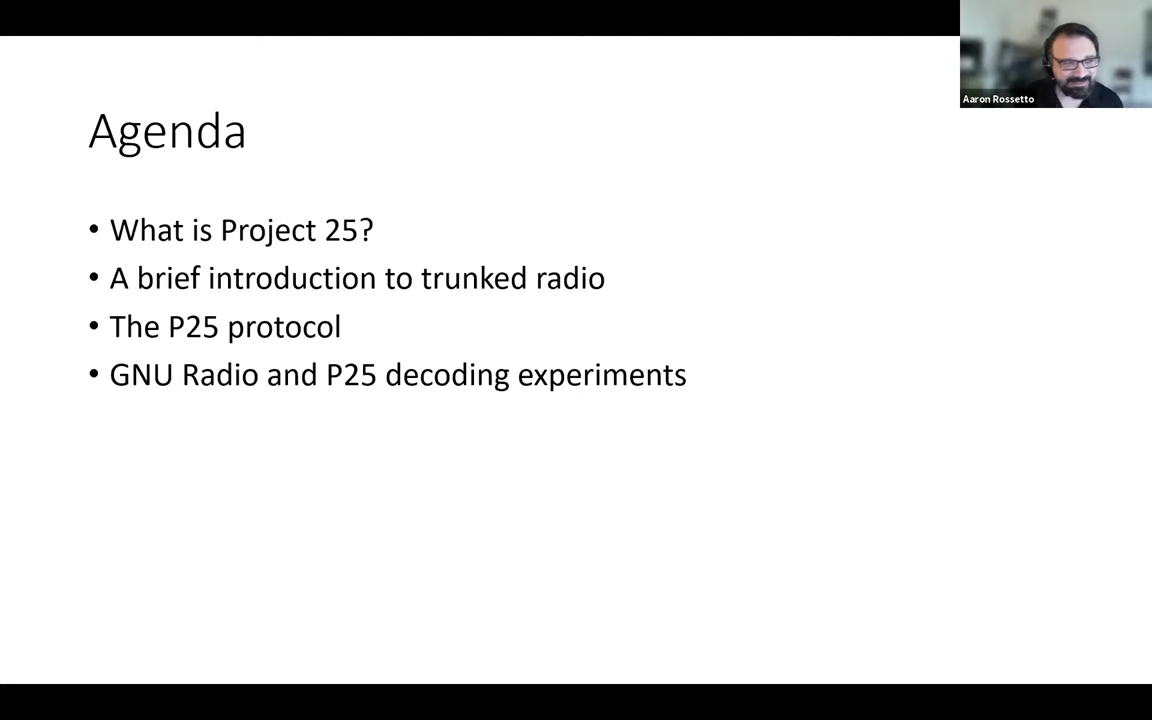 Aaron Rossetto
Agenda
• What is Project 25?
• A brief introduction to trunked radio
• The P25 protocol
• GNU Radio and P25 decoding experiments